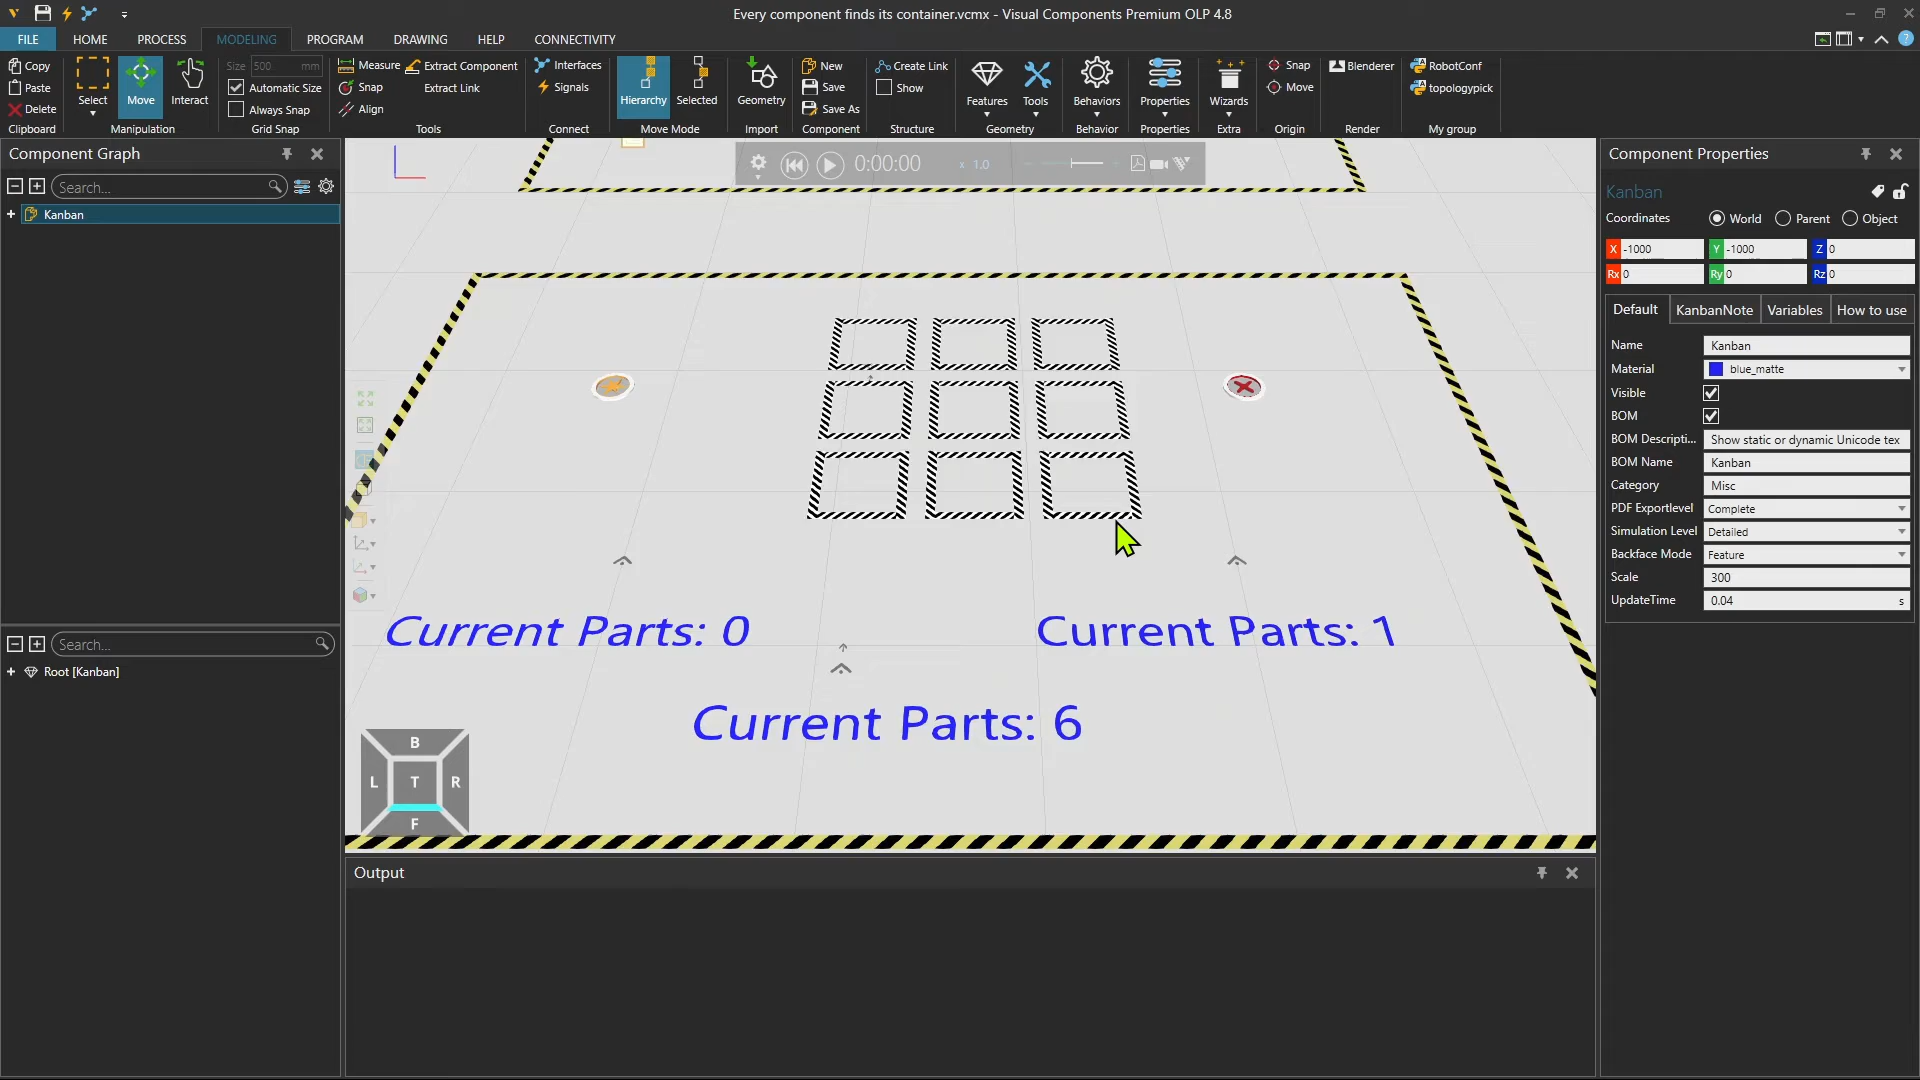 Every component finds its container.vcmx - Visual Components Premium OLP 4.8
FILE HOME PROCESS MODELING PROGRAM DRAWING HELP CONNECTIVITY
Copy
Paste
Delete
Clipboard
Select
Move
Interact
Manipulation
Size 500 mm
Automatic Size
Always Snap
Grid Snap
Measure
Snap
Align
Extract Component
Extract Link
Tools
Interfaces
Signals
Connect
Hierarchy
Selected
Move Mode
Geometry
Import
New
Save
Save As
Component
Create Link
Show
Structure
Features
Tools
Geometry
Behaviors
Behavior
Properties
Properties
Wizards
Extra
Snap
Move
Origin
Blenderer
Render
RobotConf
topologypick
My group
Component Graph
Search...
Kanban
Search...
Root [Kanban]
0:00:00 x 1.0
Current Parts: 0
Current Parts: 1
Current Parts: 6
B
L T R
F
Output
Component Properties
Kanban
Coordinates World Parent Object
X -1000 Y -1000 Z 0
Rx 0 Ry 0 Rz 0
Default KanbanNote Variables How to use
Name Kanban
Material blue_matte
Visible
BOM
BOM Descripti... Show static or dynamic Unicode tex
BOM Name Kanban
Category Misc
PDF Exportlevel Complete
Simulation Level Detailed
Backface Mode Feature
Scale 300
UpdateTime 0.04 s